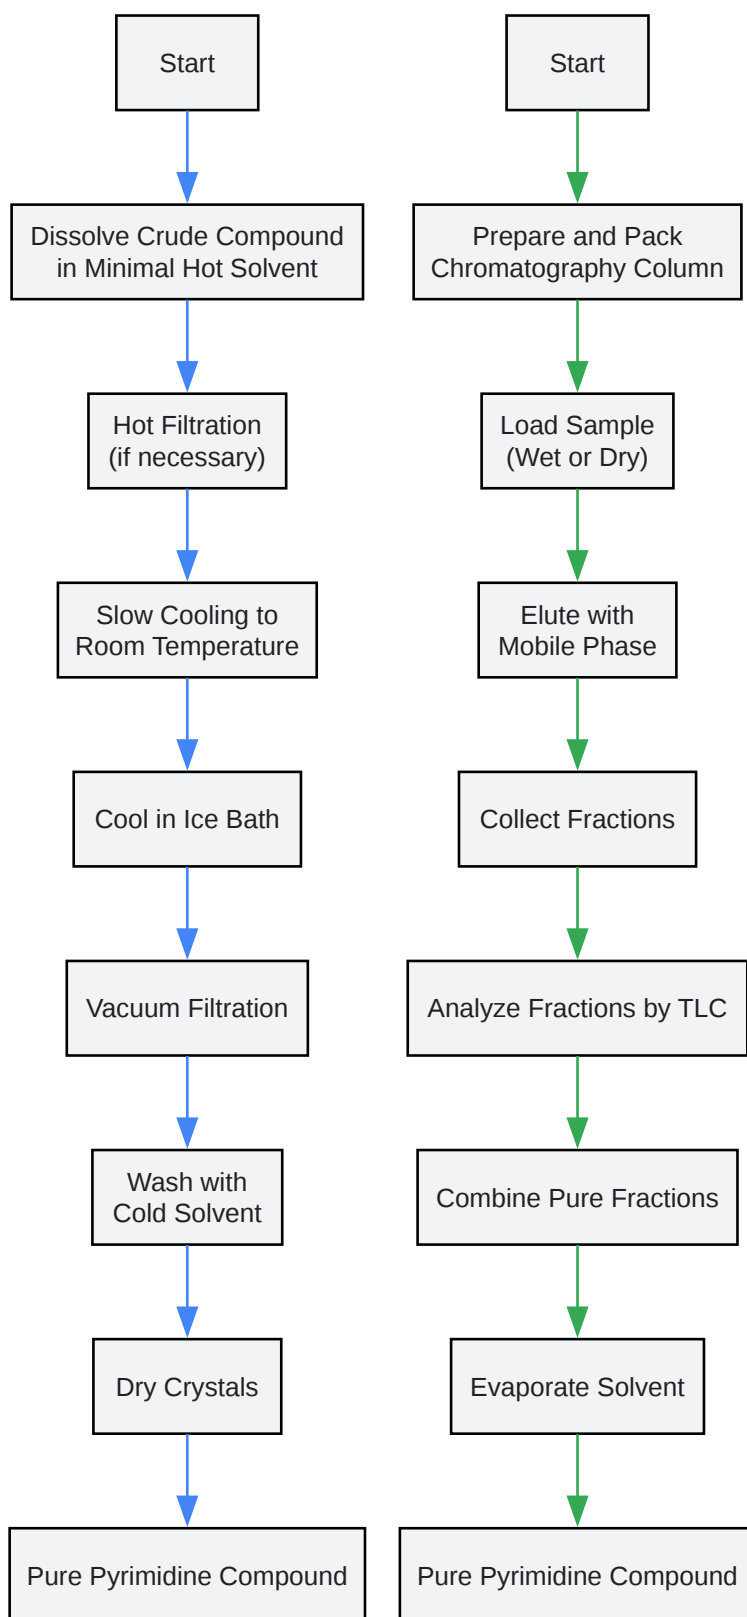 Start
Dissolve Crude Compound
in Minimal Hot Solvent
Hot Filtration
(if necessary)
Slow Cooling to
Room Temperature
Cool in Ice Bath
Vacuum Filtration
Wash with
Cold Solvent
Dry Crystals
Pure Pyrimidine Compound
Start
Prepare and Pack
Chromatography Column
Load Sample
(Wet or Dry)
Elute with
Mobile Phase
Collect Fractions
Analyze Fractions by TLC
Combine Pure Fractions
Evaporate Solvent
Pure Pyrimidine Compound